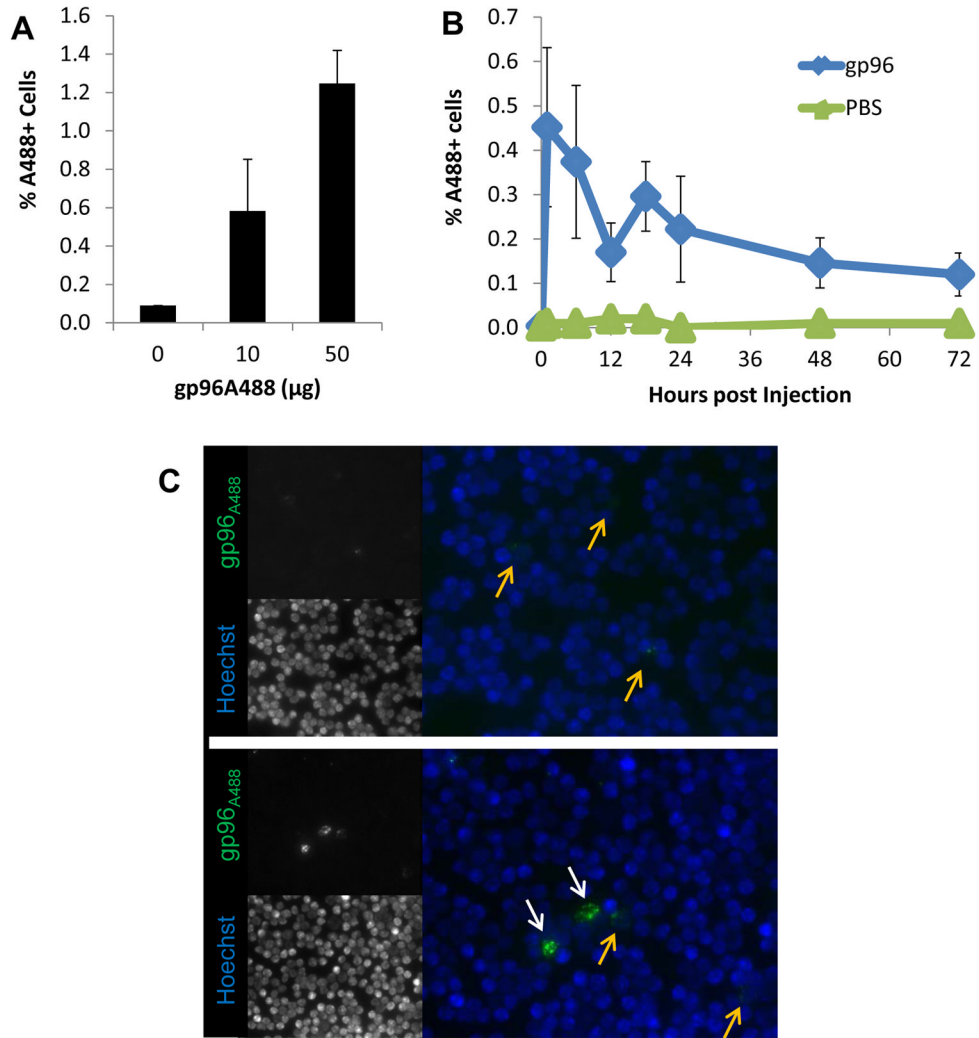 A
% A488+ Cells
1.6
1.4
1.2
1.0
0.8
0.6
0.4
0.2
0.0
0 10 50
gp96A488 (µg)
B
% A488+ cells
0.7
0.6
0.5
0.4
0.3
0.2
0.1
0.0
0 12 24 36 48 60 72
Hours post Injection
gp96
PBS
C
gp96A488
Hoechst
gp96A488
Hoechst